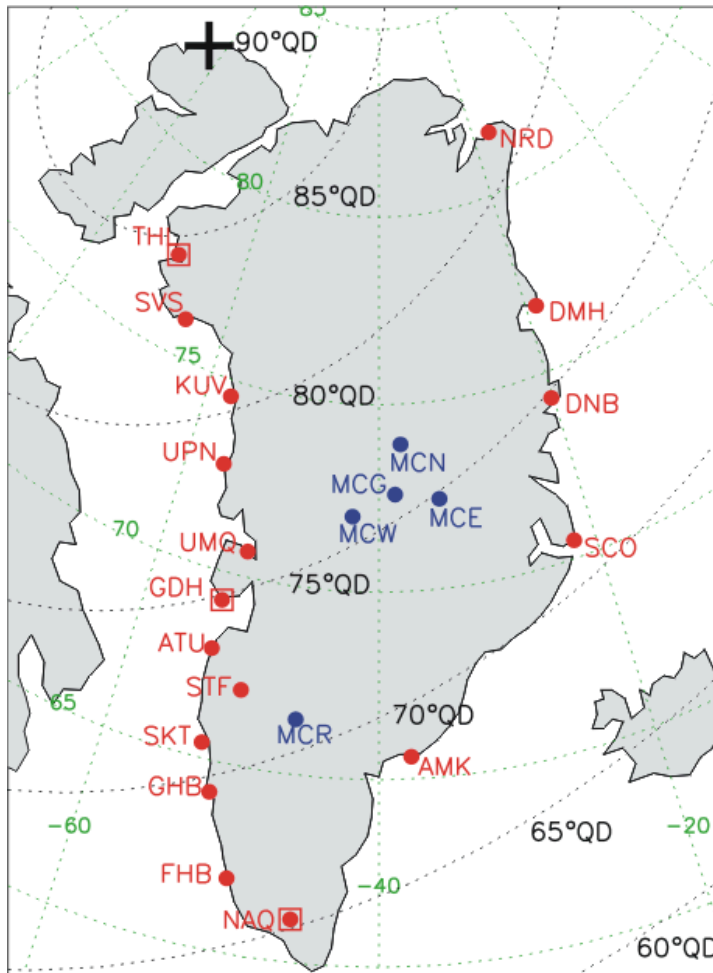 85
90°QD
NRD
80
85°QD
THL
DMH
SVS
75
KUV
80°QD
DNB
UPN
MCN
MCG
MCE
MCW
70
UMQ
SCO
75°QD
GDH
ATU
STF
65
70°QD
MCR
SKT
AMK
GHB
-60
65°QD
-20
FHB
-40
NAQ
60°QD